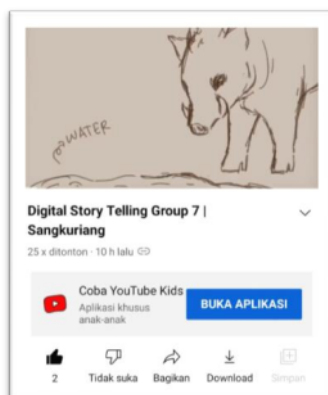 WATER
Digital Story Telling Group 7 |
Sangkuriang
25 x ditonton · 10 h lalu
Coba YouTube Kids
Aplikasi khusus
anak-anak
BUKA APLIKASI
2 Tidak suka Bagikan Download Simpan